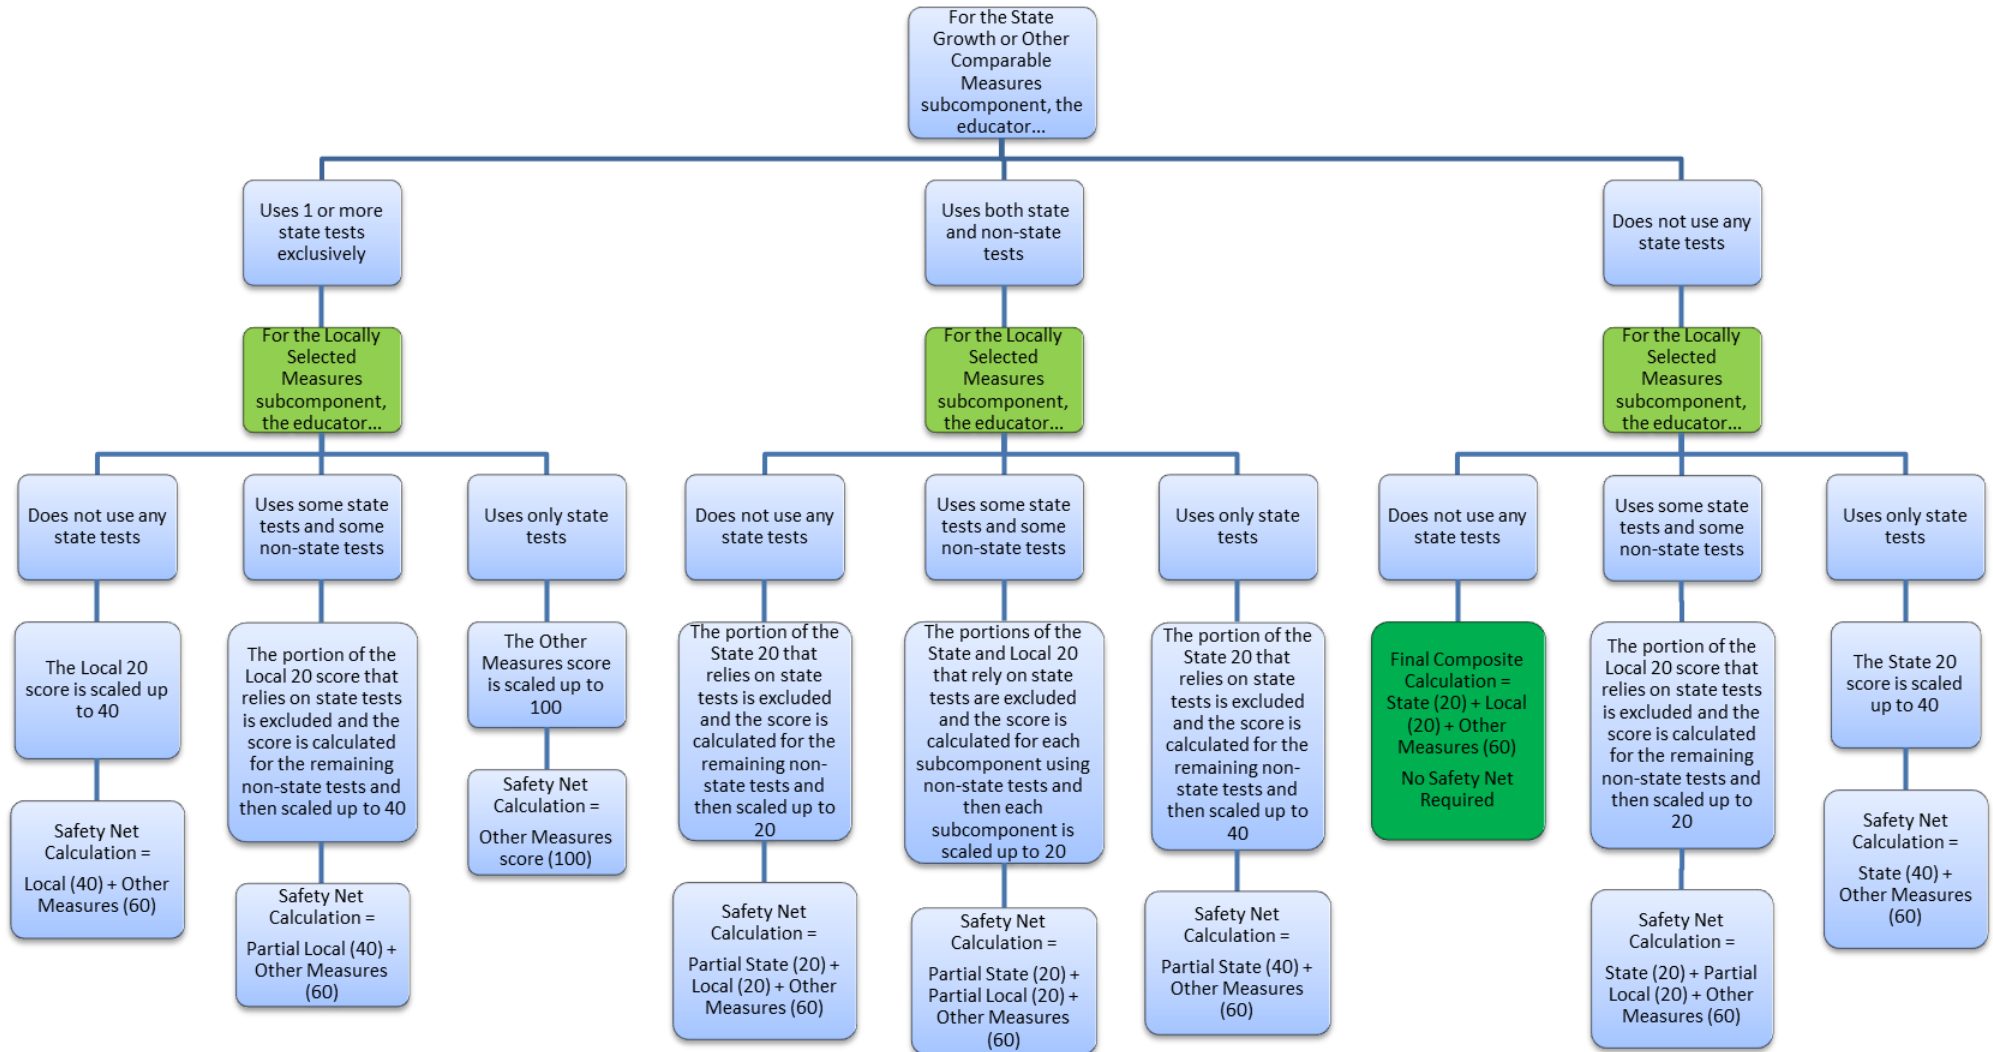 For the State
Growth or Other
Comparable
Measures
subcomponent, the
educator...
Uses 1 or more
state tests
exclusively
Uses both state
and non-state
tests
Does not use any
state tests
For the Locally
Selected
Measures
subcomponent,
the educator...
For the Locally
Selected
Measures
subcomponent,
the educator...
For the Locally
Selected
Measures
subcomponent,
the educator...
Does not use any
state tests
Uses some state
tests and some
non-state tests
Uses only state
tests
Does not use any
state tests
Uses some state
tests and some
non-state tests
Uses only state
tests
Does not use any
state tests
Uses some state
tests and some
non-state tests
Uses only state
tests
The Local 20
score is scaled up
to 40
The portion of the
Local 20 score that
relies on state tests
is excluded and the
score is calculated
for the remaining
non-state tests and
then scaled up to 40
The Other
Measures score
is scaled up to
100
The portion of the
State 20 that
relies on state
tests is excluded
and the score is
calculated for the
remaining non-
state tests and
then scaled up to
20
The portions of the
State and Local 20
that rely on state
tests are excluded
and the score is
calculated for each
subcomponent using
non-state tests and
then each
subcomponent is
scaled up to 20
The portion of the
State 20 that
relies on state
tests is excluded
and the score is
calculated for the
remaining non-
state tests and
then scaled up to
40
Final Composite
Calculation =
State (20) + Local
(20) + Other
Measures (60)
No Safety Net
Required
The portion of the
Local 20 score that
relies on state tests
is excluded and the
score is calculated
for the remaining
non-state tests and
then scaled up to
20
The State 20
score is scaled
up to 40
Safety Net
Calculation =
Local (40) + Other
Measures (60)
Safety Net
Calculation =
Partial Local (40) +
Other Measures
(60)
Safety Net
Calculation =
Other Measures
score (100)
Safety Net
Calculation =
Partial State (20) +
Local (20) + Other
Measures (60)
Safety Net
Calculation =
Partial State (20) +
Partial Local (20) +
Other Measures
(60)
Safety Net
Calculation =
Partial State (40) +
Other Measures
(60)
Safety Net
Calculation =
State (20) + Partial
Local (20) + Other
Measures (60)
Safety Net
Calculation =
State (40) +
Other Measures
(60)